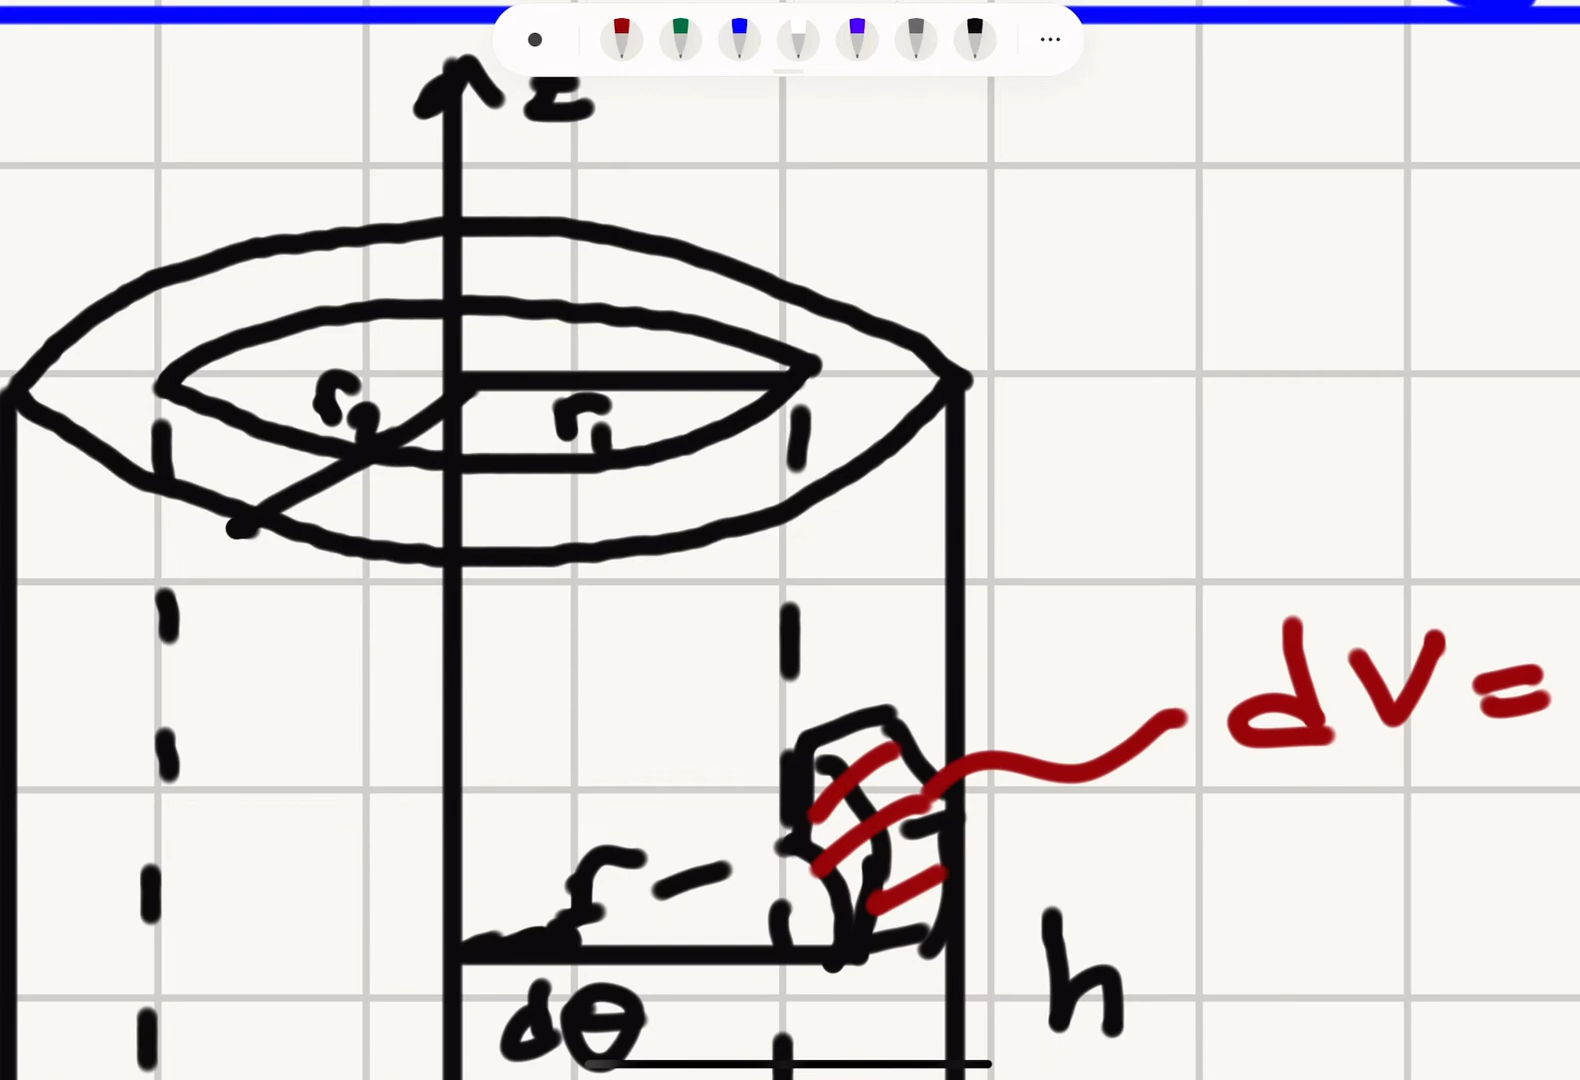 z
r₂
r₁
dV =
r
h
dθ